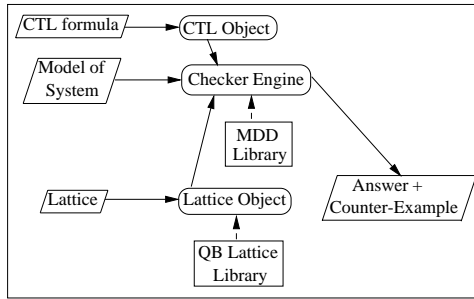 CTL formula
CTL Object
Model of
System
Checker Engine
MDD
Library
Answer +
Counter-Example
Lattice
Lattice Object
QB Lattice
Library